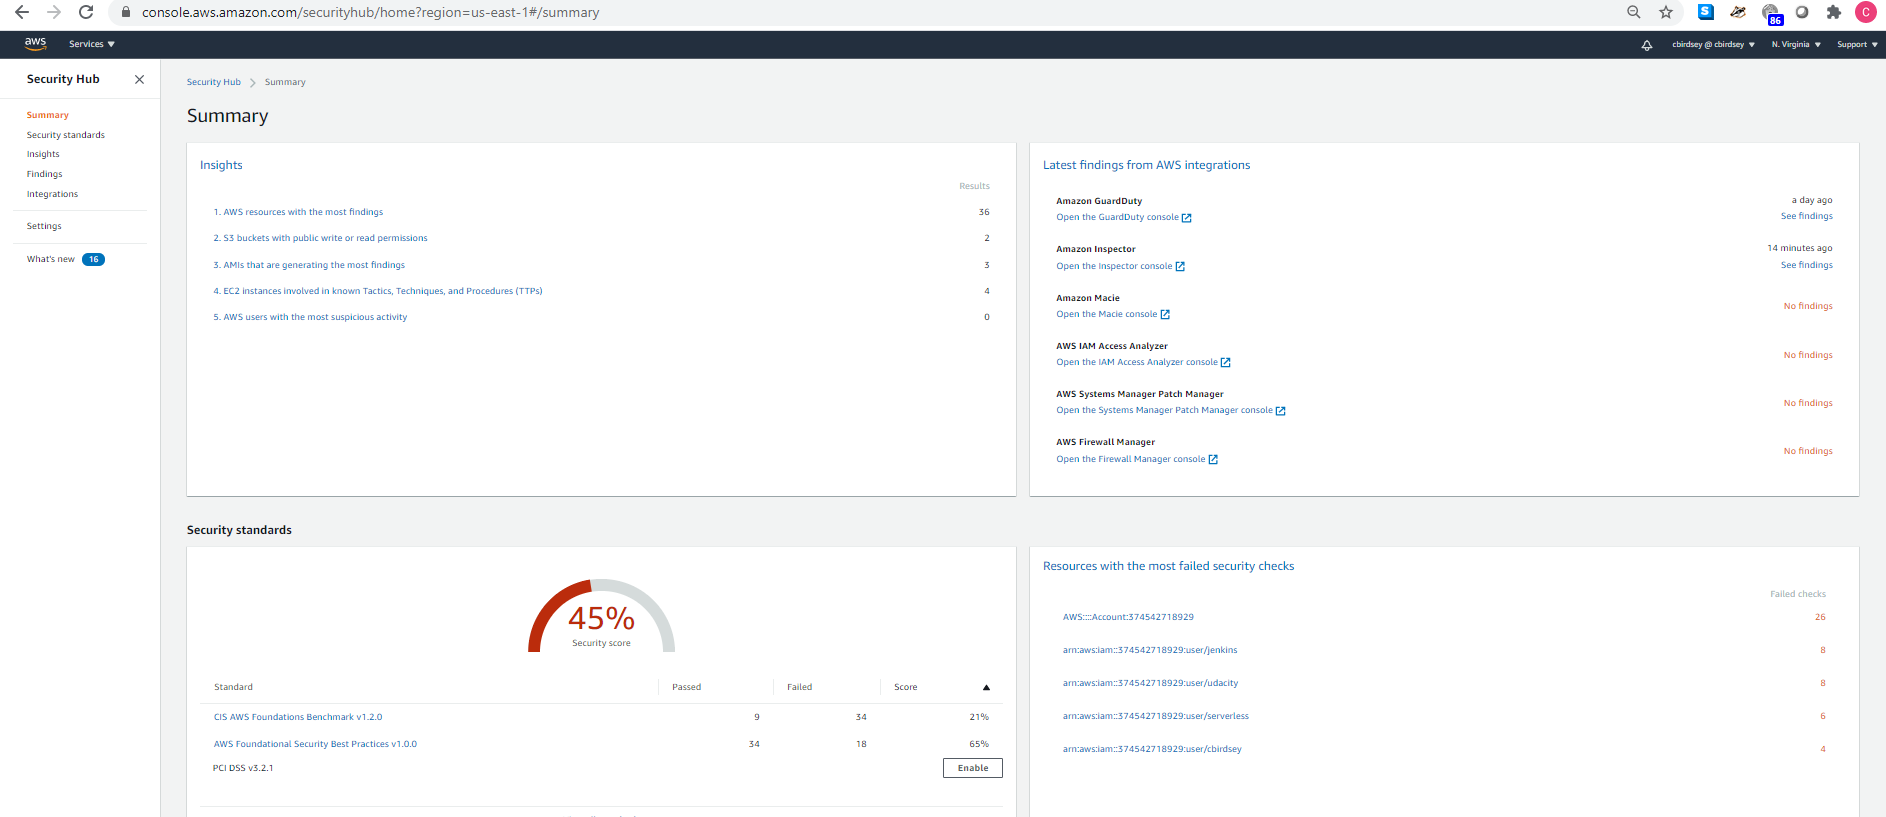 console.aws.amazon.com/securityhub/home?region=us-east-1#/summary
S
86
C
aws
Services
cbirdsey @ cbirdsey
N. Virginia
Support
Security Hub
Summary
Security standards
Insights
Findings
Integrations
Settings
What's new 16
Security Hub Summary
Summary
Insights
Results
1. AWS resources with the most findings 36
2. S3 buckets with public write or read permissions 2
3. AMIs that are generating the most findings 3
4. EC2 instances involved in known Tactics, Techniques, and Procedures (TTPs) 4
5. AWS users with the most suspicious activity 0
Latest findings from AWS integrations
Amazon GuardDuty a day ago
Open the GuardDuty console See findings
Amazon Inspector 14 minutes ago
Open the Inspector console See findings
Amazon Macie
Open the Macie console No findings
AWS IAM Access Analyzer
Open the IAM Access Analyzer console No findings
AWS Systems Manager Patch Manager
Open the Systems Manager Patch Manager console No findings
AWS Firewall Manager
Open the Firewall Manager console No findings
Security standards
45%
Security score
Standard Passed Failed Score
CIS AWS Foundations Benchmark v1.2.0 9 34 21%
AWS Foundational Security Best Practices v1.0.0 34 18 65%
PCI DSS v3.2.1 Enable
Resources with the most failed security checks
Failed checks
AWS::::Account:374542718929 26
arn:aws:iam::374542718929:user/jenkins 8
arn:aws:iam::374542718929:user/udacity 8
arn:aws:iam::374542718929:user/serverless 6
arn:aws:iam::374542718929:user/cbirdsey 4